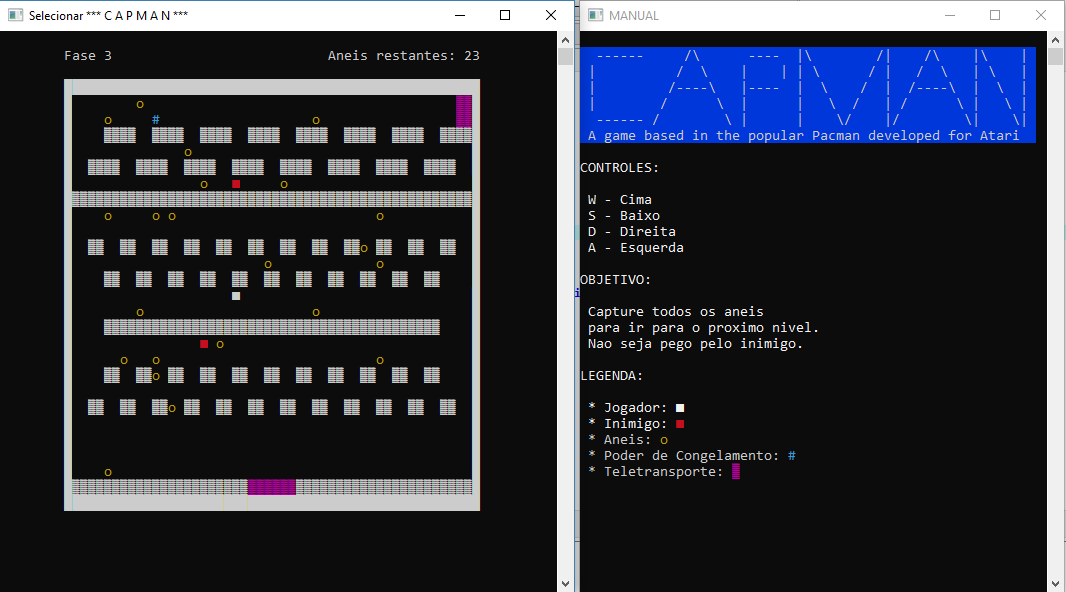 Selecionar *** C A P M A N ***
Fase 3
Aneis restantes: 23
MANUAL
CAPMAN
A game based in the popular Pacman developed for Atari
CONTROLES:
W - Cima
S - Baixo
D - Direita
A - Esquerda
OBJETIVO:
Capture todos os aneis
para ir para o proximo nivel.
Nao seja pego pelo inimigo.
LEGENDA:
* Jogador:
* Inimigo:
* Aneis: o
* Poder de Congelamento: #
* Teletransporte: